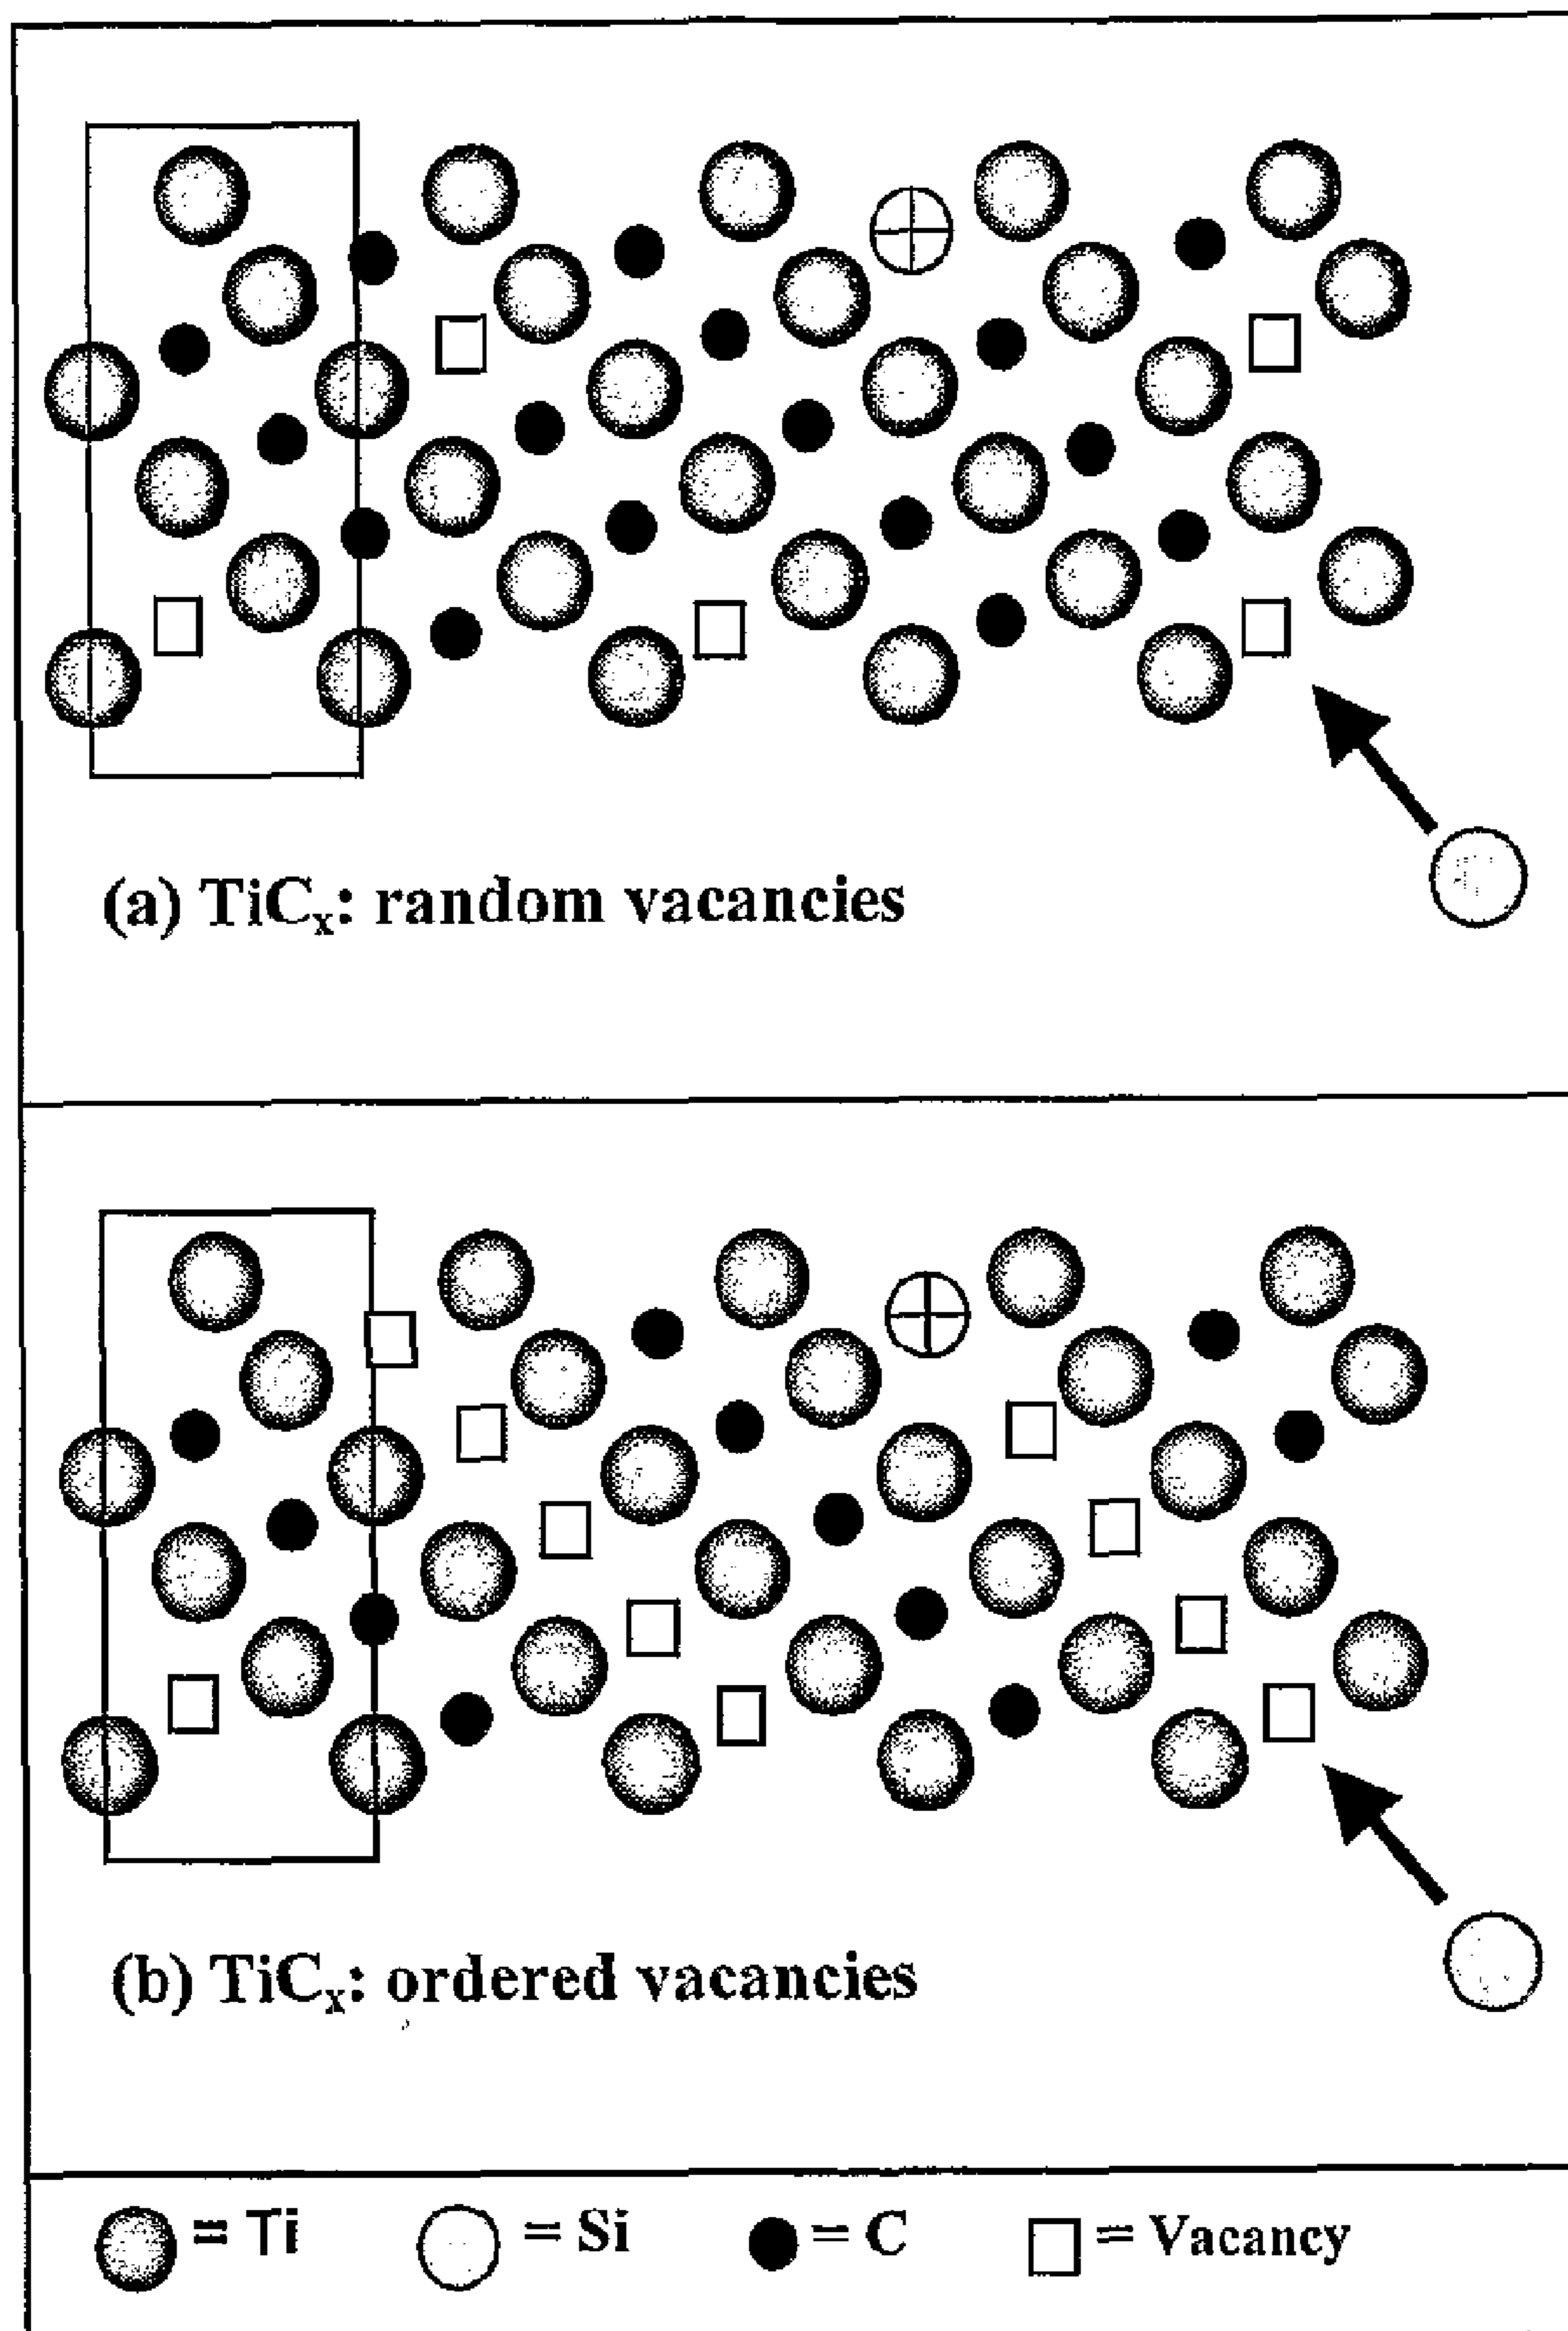 (a) TiCₓ: random vacancies
(b) TiCₓ: ordered vacancies
= Ti = Si = C = Vacancy